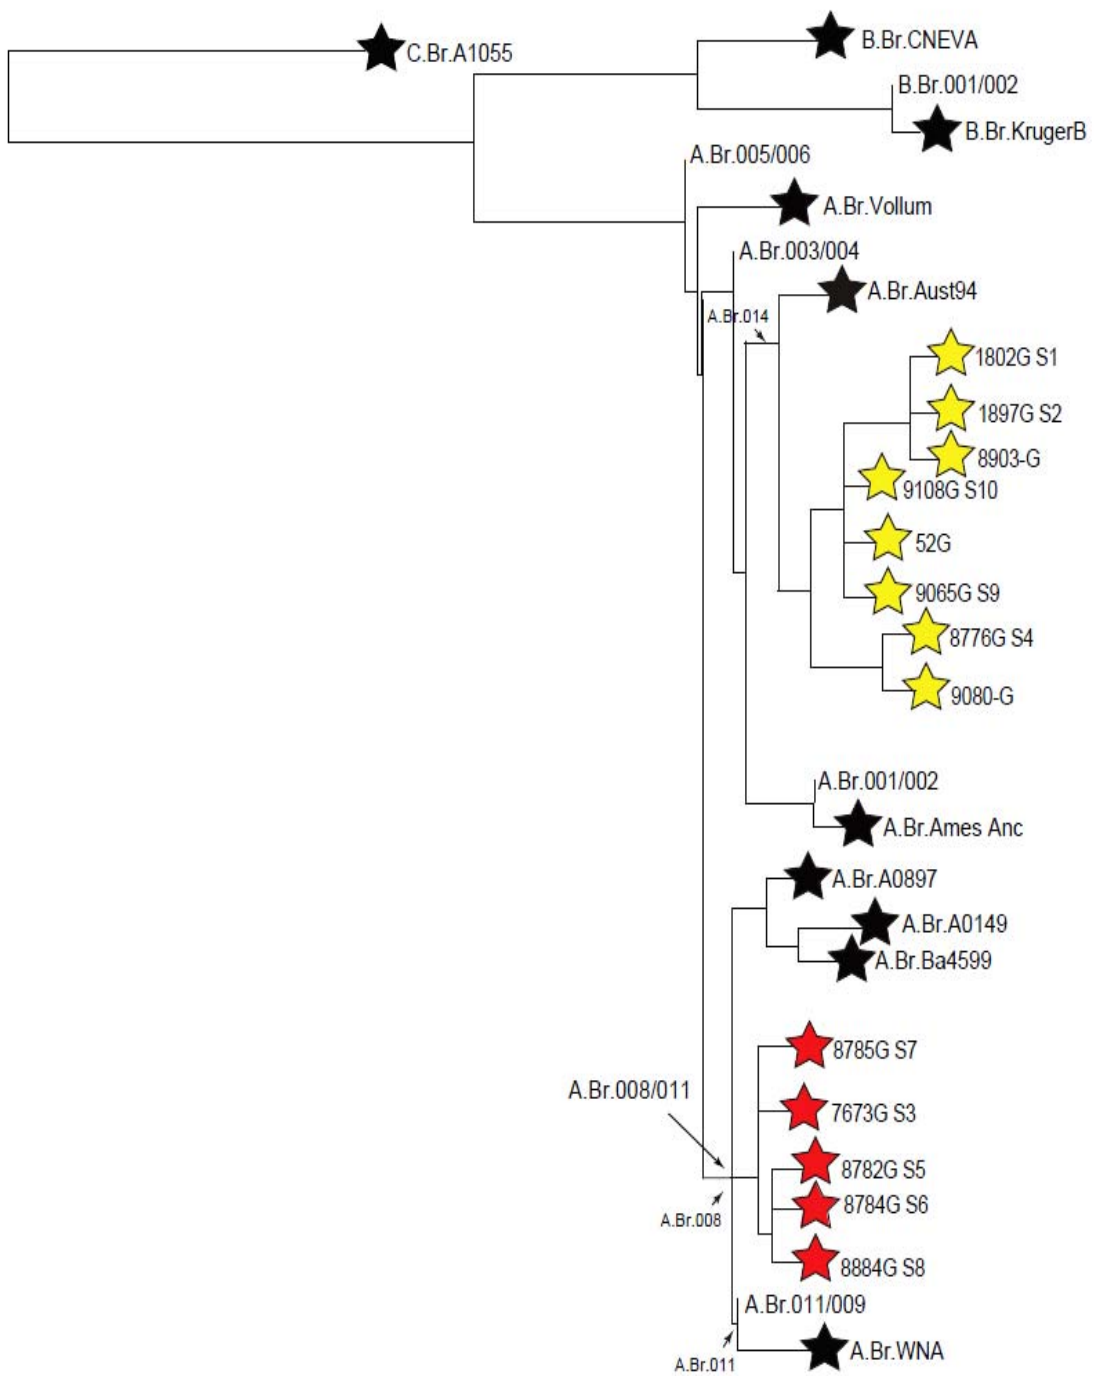 C.Br.A1055
B.Br.CNEVA
B.Br.001/002
B.Br.KrugerB
A.Br.005/006
A.Br.Vollum
A.Br.003/004
A.Br.Aust94
A.Br.014
1802G S1
1897G S2
8903-G
9108G S10
52G
9065G S9
8776G S4
9080-G
A.Br.001/002
A.Br.Ames Anc
A.Br.A0897
A.Br.A0149
A.Br.Ba4599
8785G S7
A.Br.008/011
7673G S3
8782G S5
8784G S6
A.Br.008
8884G S8
A.Br.011/009
A.Br.WNA
A.Br.011